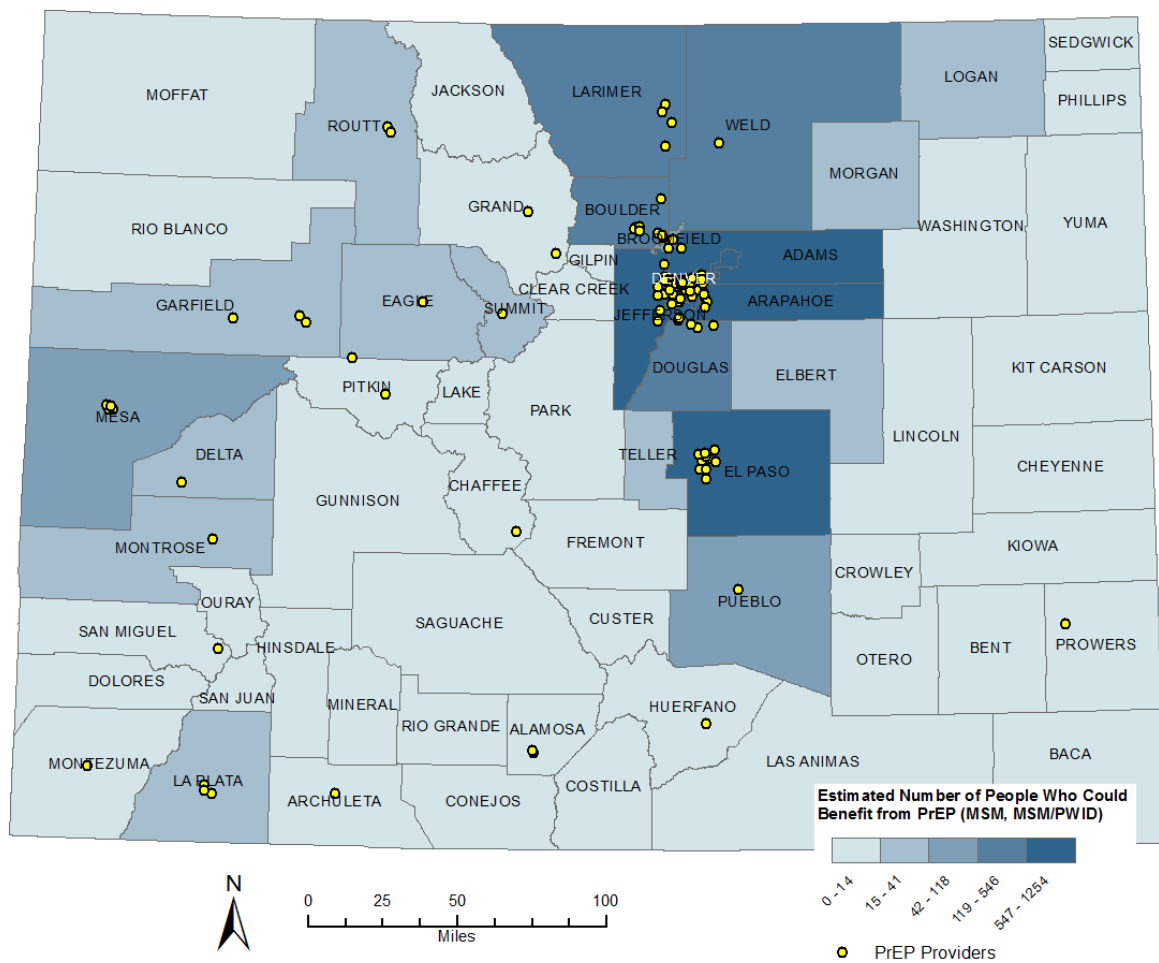 SEDGWICK
LOGAN
LARIMER
JACKSON
MOFFAT
PHILLIPS
ROUTT
WELD
MORGAN
GRAND
BOULDER
WASHINGTON
YUMA
RIO BLANCO
BROOMFIELD
GILPIN
ADAMS
DENVER
CLEAR CREEK
EAGLE
GARFIELD
SUMMIT
ARAPAHOE
JEFFERSON
DOUGLAS
ELBERT
KIT CARSON
PITKIN
LAKE
PARK
MESA
LINCOLN
DELTA
TELLER
CHEYENNE
EL PASO
CHAFFEE
GUNNISON
FREMONT
MONTROSE
KIOWA
CROWLEY
OURAY
PUEBLO
CUSTER
SAGUACHE
SAN MIGUEL
HINSDALE
PROWERS
BENT
OTERO
DOLORES
SAN JUAN
MINERAL
HUERFANO
RIO GRANDE
ALAMOSA
BACA
MONTEZUMA
LAS ANIMAS
LA PLATA
COSTILLA
ARCHULETA
CONEJOS
Estimated Number of People Who Could
Benefit from PrEP (MSM, MSM/PWID)
0 - 14
15 - 41
42 - 118
119 - 546
547 - 1254
PrEP Providers
N
0 25 50 100
Miles